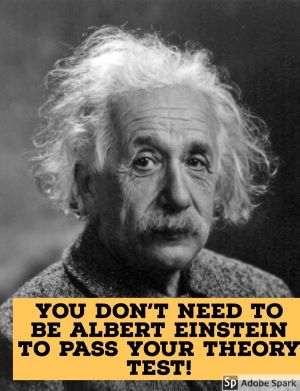 YOU DON'T NEED TO
BE ALBERT EINSTEIN
TO PASS YOUR THEORY
TEST!
Sp Adobe Spark